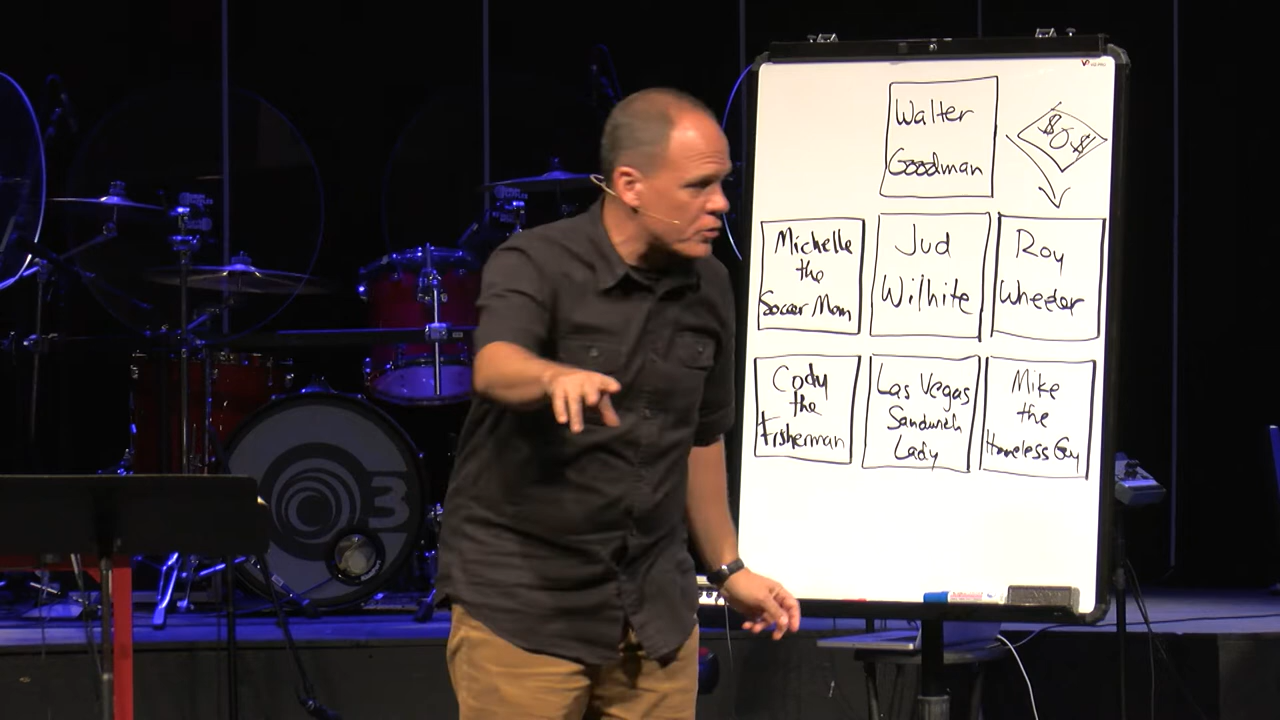 Walter
Goodman
$0$
Michelle
the
Soccer Mom
Jud
Wilhite
Roy
Wheeler
Cody
the
Fisherman
Las Vegas
Sandwich
Lady
Mike
the
Homeless Guy
3